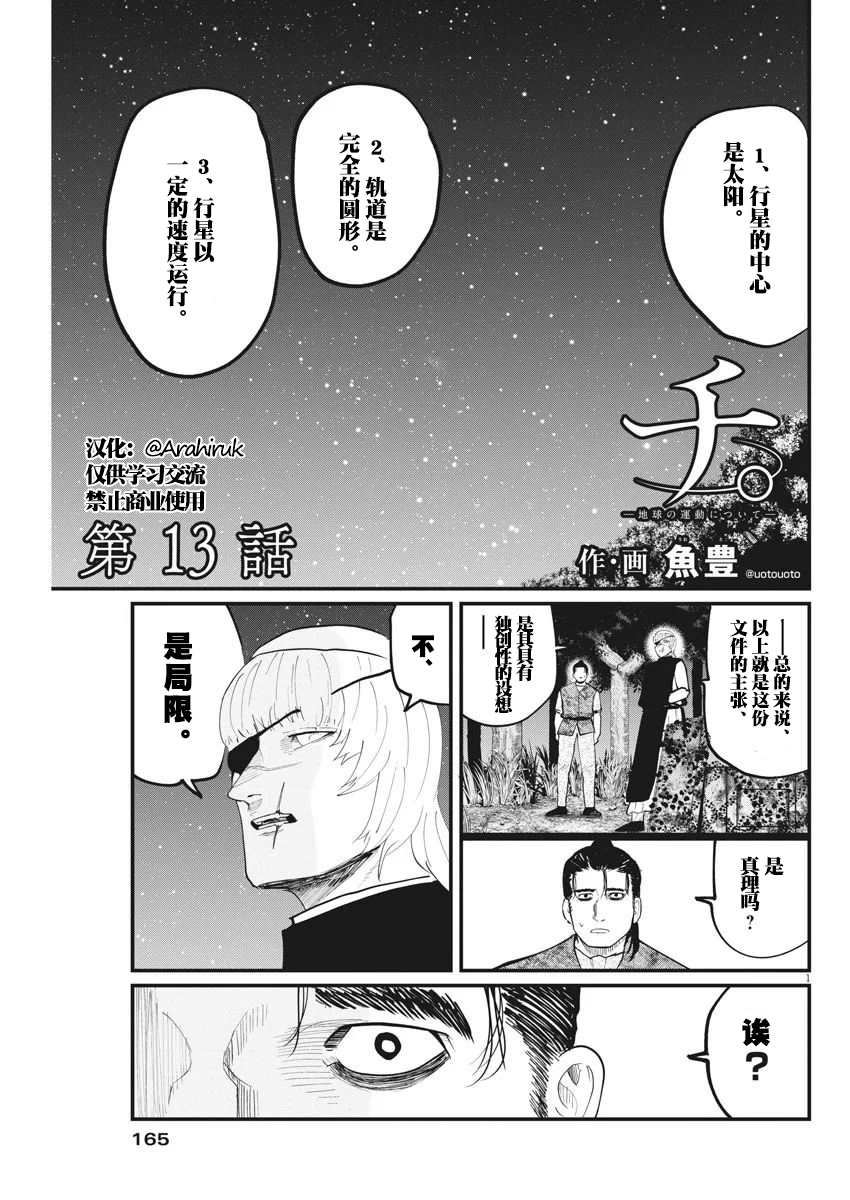 1、行星的中心
是太阳。
2、轨道是
完全的圆形。
3、行星以
一定的速度运行。
チ。
—地球の運動について—
作・画 魚豊
@uotouoto
汉化：@Arahiruk
仅供学习交流
禁止商业使用
第13話
——总的来说、
以上就是这份
文件的主张、
是其具有
独创性的设想
——
是
真理吗？
不、
是局限。
诶？
1
165